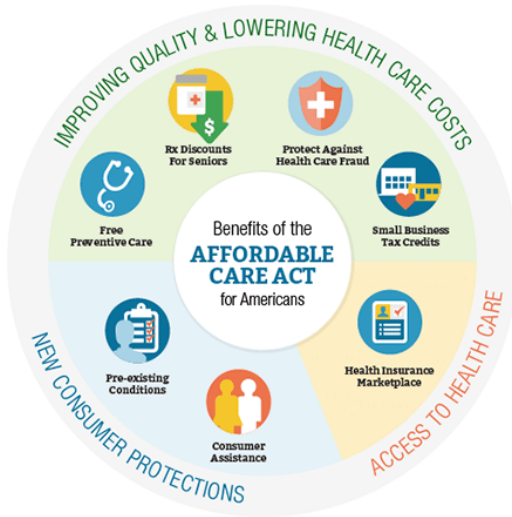 IMPROVING QUALITY & LOWERING HEALTH CARE COSTS
Rx Discounts
For Seniors
Protect Against
Health Care Fraud
Free
Preventive Care
Small Business
Tax Credits
Benefits of the
AFFORDABLE
CARE ACT
for Americans
Pre-existing
Conditions
Health Insurance
Marketplace
Consumer
Assistance
NEW CONSUMER PROTECTIONS
ACCESS TO HEALTH CARE
$